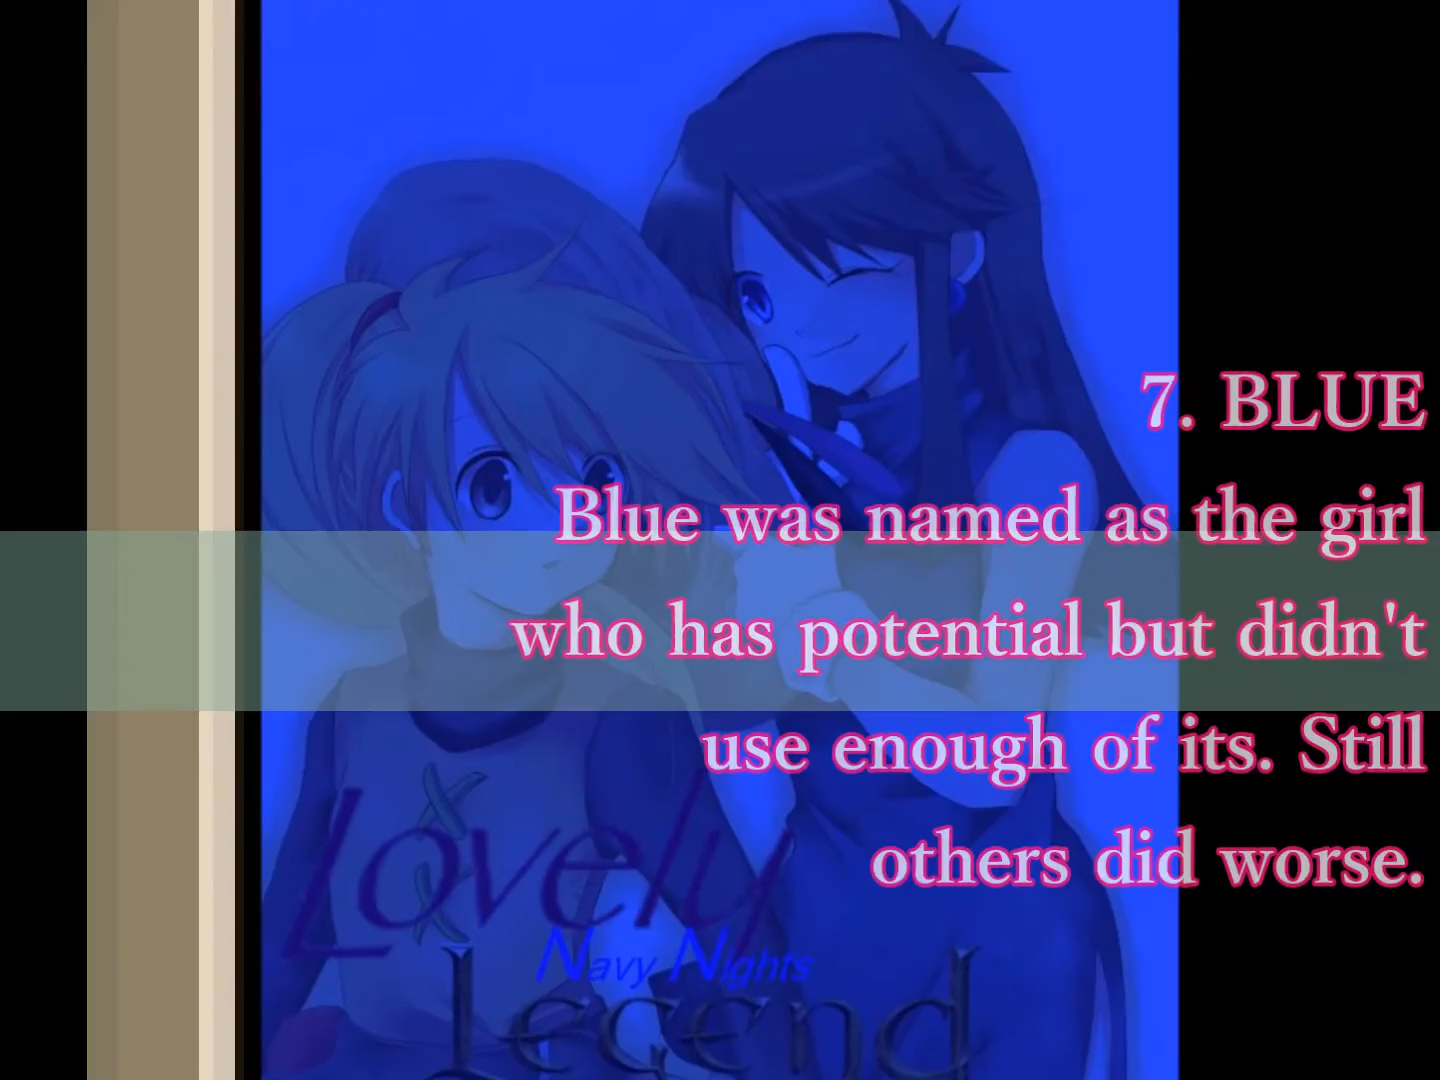 7. BLUE
Blue was named as the girl
who has potential but didn't
use enough of its. Still
others did worse.
Lovely
Navy Nights
Legend